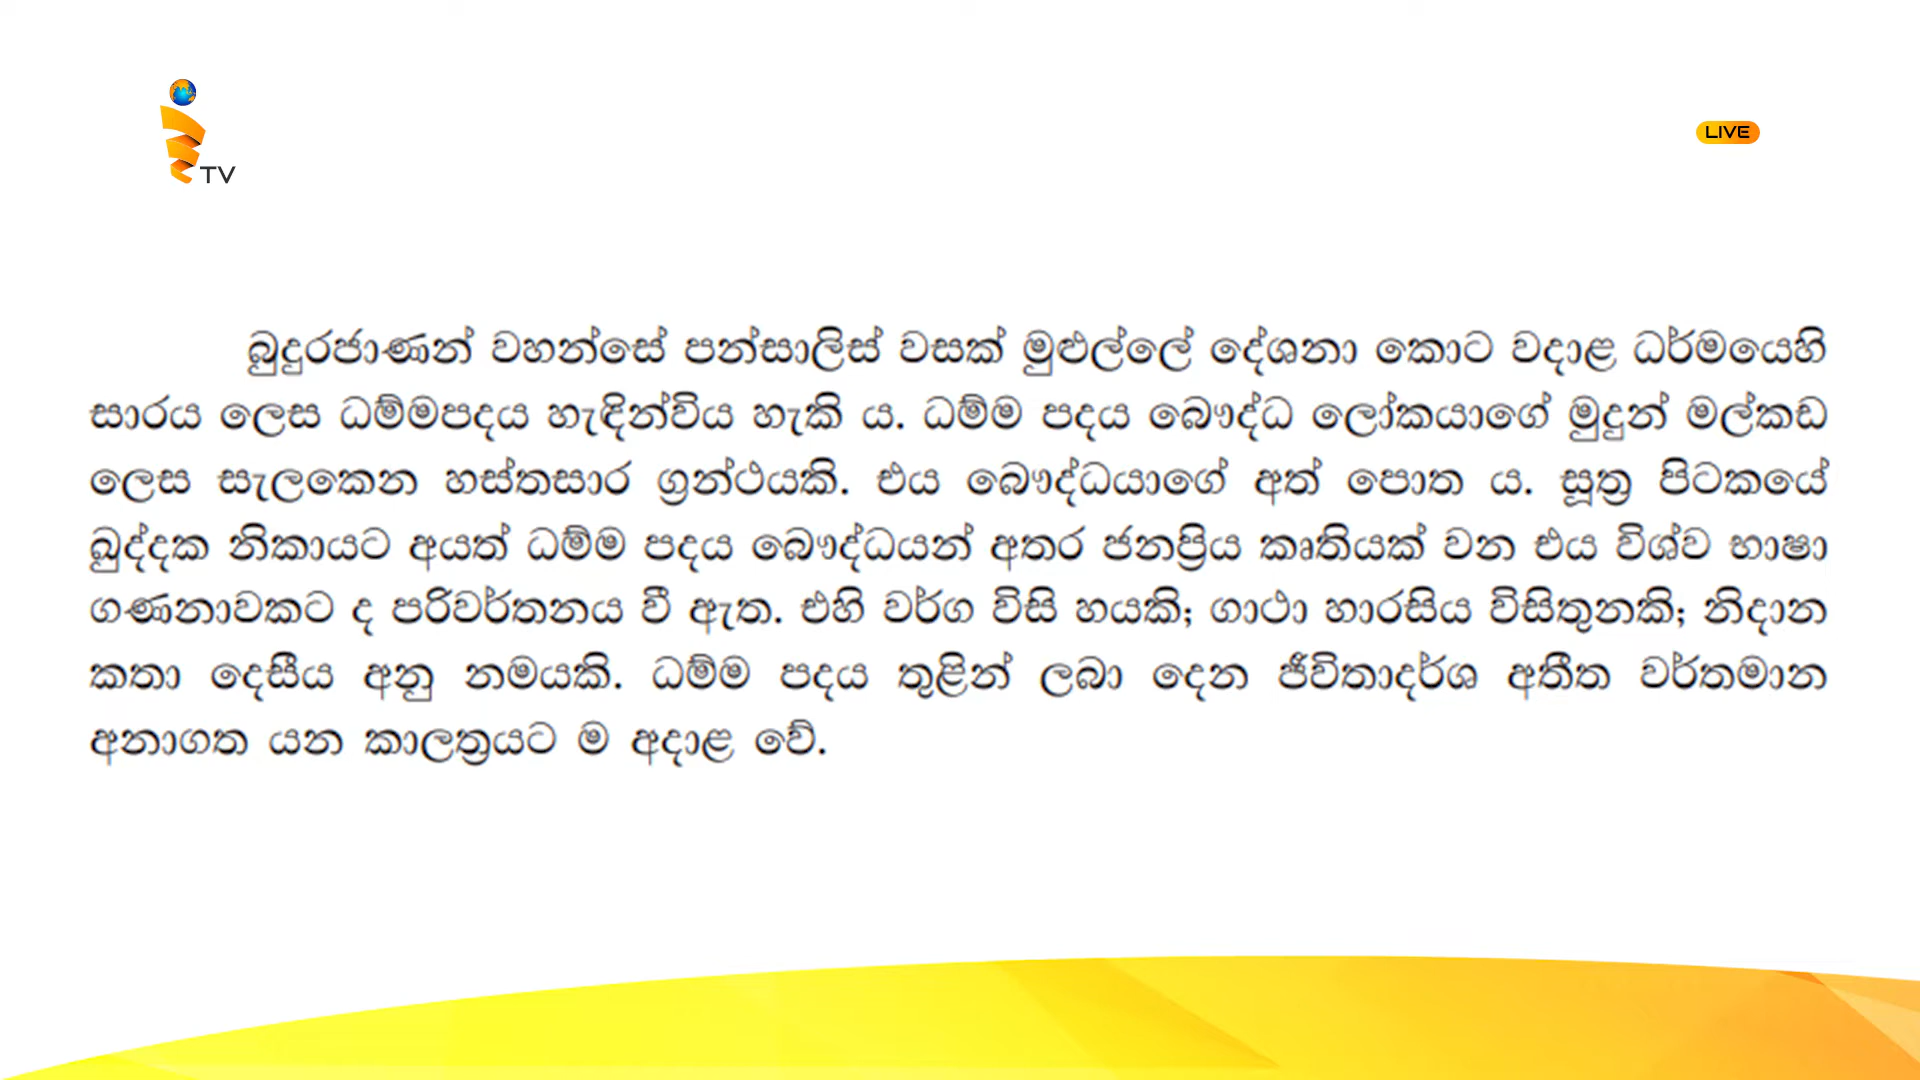 TV
LIVE
බුදුරජාණන් වහන්සේ පන්සාලිස් වසක් මුළුල්ලේ දේශනා කොට වදාළ ධර්මයෙහි
සාරය ලෙස ධම්මපදය හැඳින්විය හැකි ය. ධම්ම පදය බෞද්ධ ලෝකයාගේ මුදුන් මල්කඩ
ලෙස සැලකෙන හස්තසාර ග්‍රන්ථයකි. එය බෞද්ධයාගේ අත් පොත ය. සූත්‍ර පිටකයේ
ඛුද්දක නිකායට අයත් ධම්ම පදය බෞද්ධයන් අතර ජනප්‍රිය කෘතියක් වන එය විශ්ව භාෂා
ගණනාවකට ද පරිවර්තනය වී ඇත. එහි වර්ග විසි හයකි; ගාථා හාරසිය විසිතුනකි; නිදාන
කතා දෙසීය අනු නමයකි. ධම්ම පදය තුළින් ලබා දෙන ජීවිතාදර්ශ අතීත වර්තමාන
අනාගත යන කාලත්‍රයට ම අදාළ වේ.